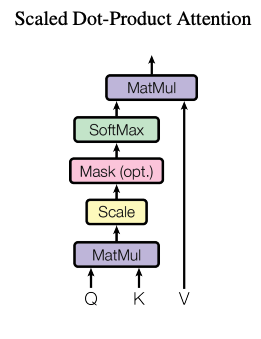 Scaled Dot-Product Attention
MatMul
SoftMax
Mask (opt.)
Scale
MatMul
Q K V